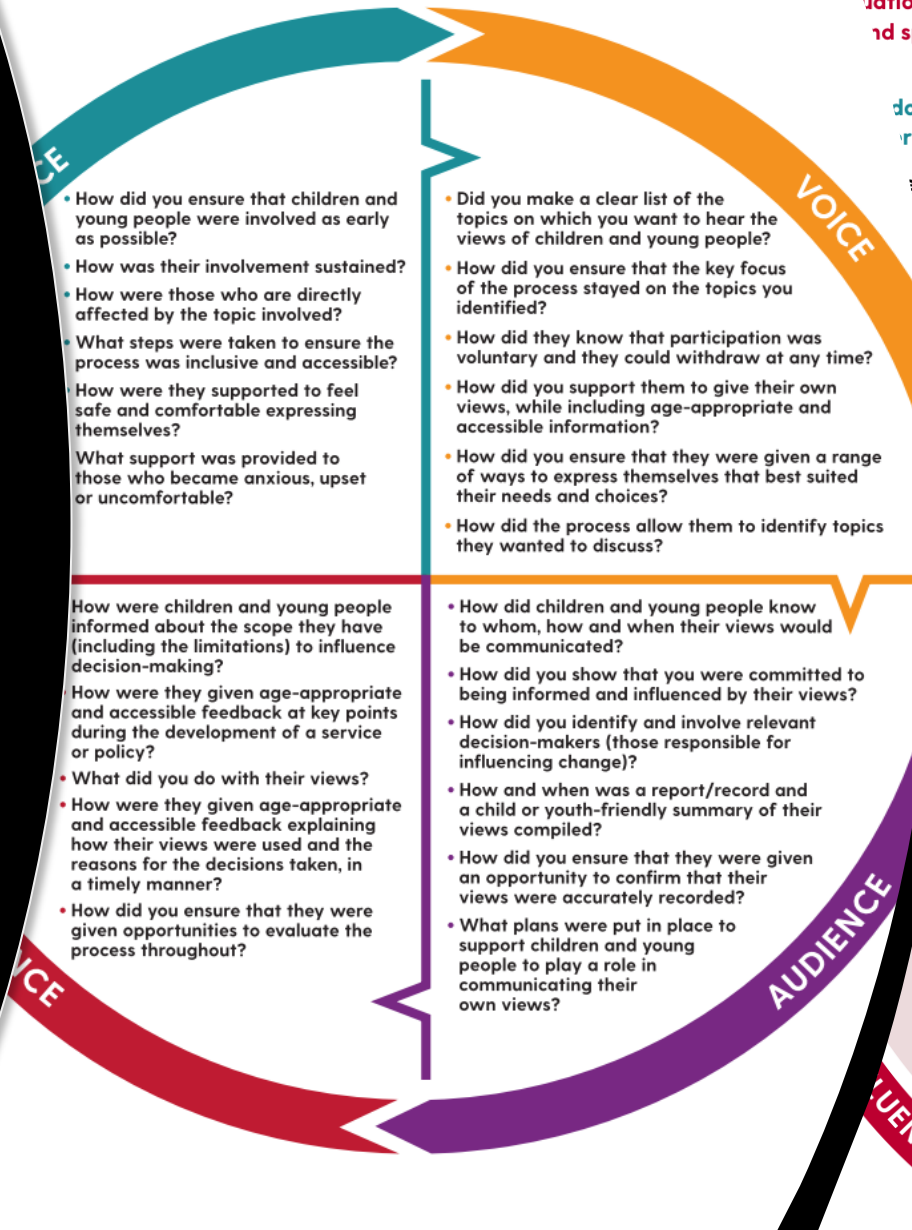 How did you ensure that children and
young people were involved as early
as possible?
How was their involvement sustained?
How were those who are directly
affected by the topic involved?
What steps were taken to ensure the
process was inclusive and accessible?
How were they supported to feel
safe and comfortable expressing
themselves?
What support was provided to
those who became anxious, upset
or uncomfortable?
VOICE
Did you make a clear list of the
topics on which you want to hear the
views of children and young people?
How did you ensure that the key focus
of the process stayed on the topics you
identified?
How did they know that participation was
voluntary and they could withdraw at any time?
How did you support them to give their own
views, while including age-appropriate and
accessible information?
How did you ensure that they were given a range
of ways to express themselves that best suited
their needs and choices?
How did the process allow them to identify topics
they wanted to discuss?
How did children and young people know
to whom, how and when their views would
be communicated?
How did you show that you were committed to
being informed and influenced by their views?
How did you identify and involve relevant
decision-makers (those responsible for
influencing change)?
How and when was a report/record and
a child or youth-friendly summary of their
views compiled?
How did you ensure that they were given
an opportunity to confirm that their
views were accurately recorded?
What plans were put in place to
support children and young
people to play a role in
communicating their
own views?
AUDIENCE
How were children and young people
informed about the scope they have
(including the limitations) to influence
decision-making?
How were they given age-appropriate
and accessible feedback at key points
during the development of a service
or policy?
What did you do with their views?
How were they given age-appropriate
and accessible feedback explaining
how their views were used and the
reasons for the decisions taken, in
a timely manner?
How did you ensure that they were
given opportunities to evaluate the
process throughout?